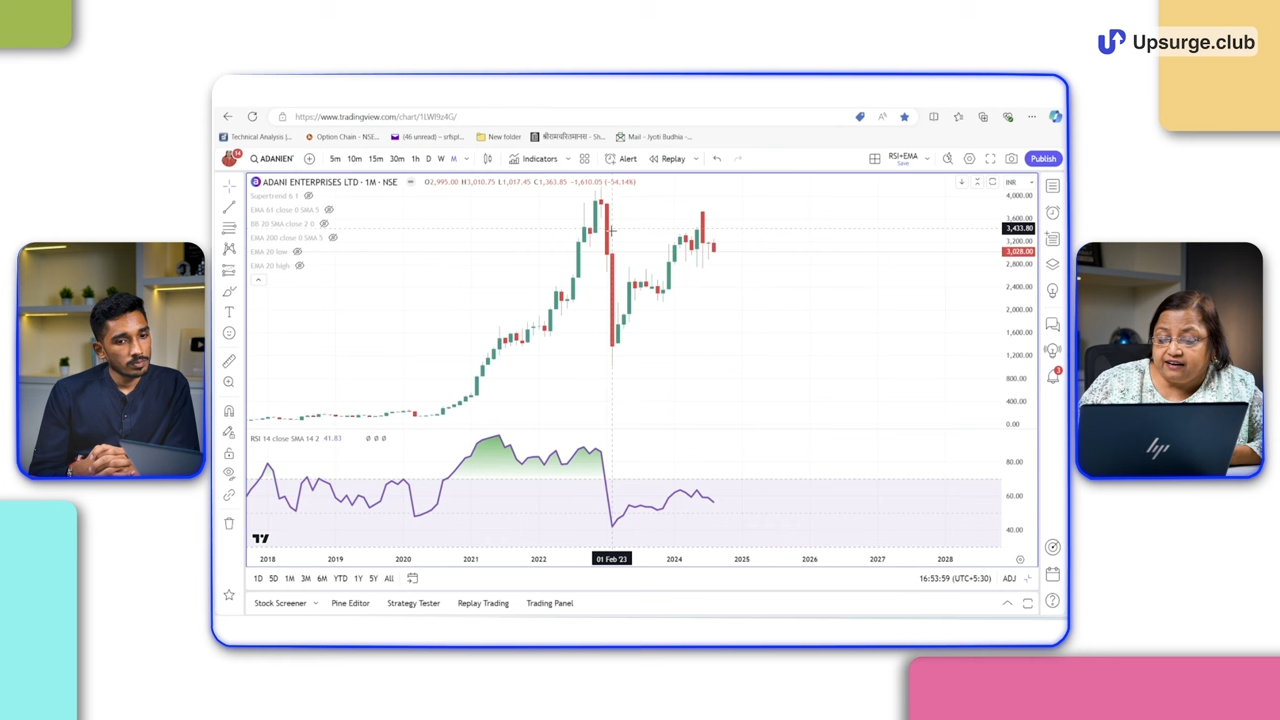 Upsurge.club
https://www.tradingview.com/chart/1LWI9z4G/
Technical Analysis |... Option Chain - NSE... (46 unread) - srfspl... New folder श्रीरामचरितमानस - Sh... Mail - Jyoti Budhia -...
14
ADANIENT 5m 10m 15m 30m 1h D W M Indicators Alert Replay RSI+EMA Save Publish
ADANI ENTERPRISES LTD · 1M · NSE O2,995.00 H3,010.75 L1,017.45 C1,363.85 -1,610.05 (-54.14%) INR
Supertrend 6 1
EMA 61 close 0 SMA 5
BB 20 SMA close 2 0
EMA 200 close 0 SMA 5
EMA 20 low
EMA 20 high
4,000.00
3,600.00
3,433.80
3,200.00
3,028.00
2,800.00
2,400.00
2,000.00
1,600.00
1,200.00
800.00
400.00
0.00
RSI 14 close SMA 14 2 41.83 Ø Ø Ø
80.00
60.00
40.00
3
2018 2019 2020 2021 2022 01 Feb '23 2024 2025 2026 2027 2028
1D 5D 1M 3M 6M YTD 1Y 5Y All 16:53:59 (UTC+5:30) ADJ
Stock Screener Pine Editor Strategy Tester Replay Trading Trading Panel
hp